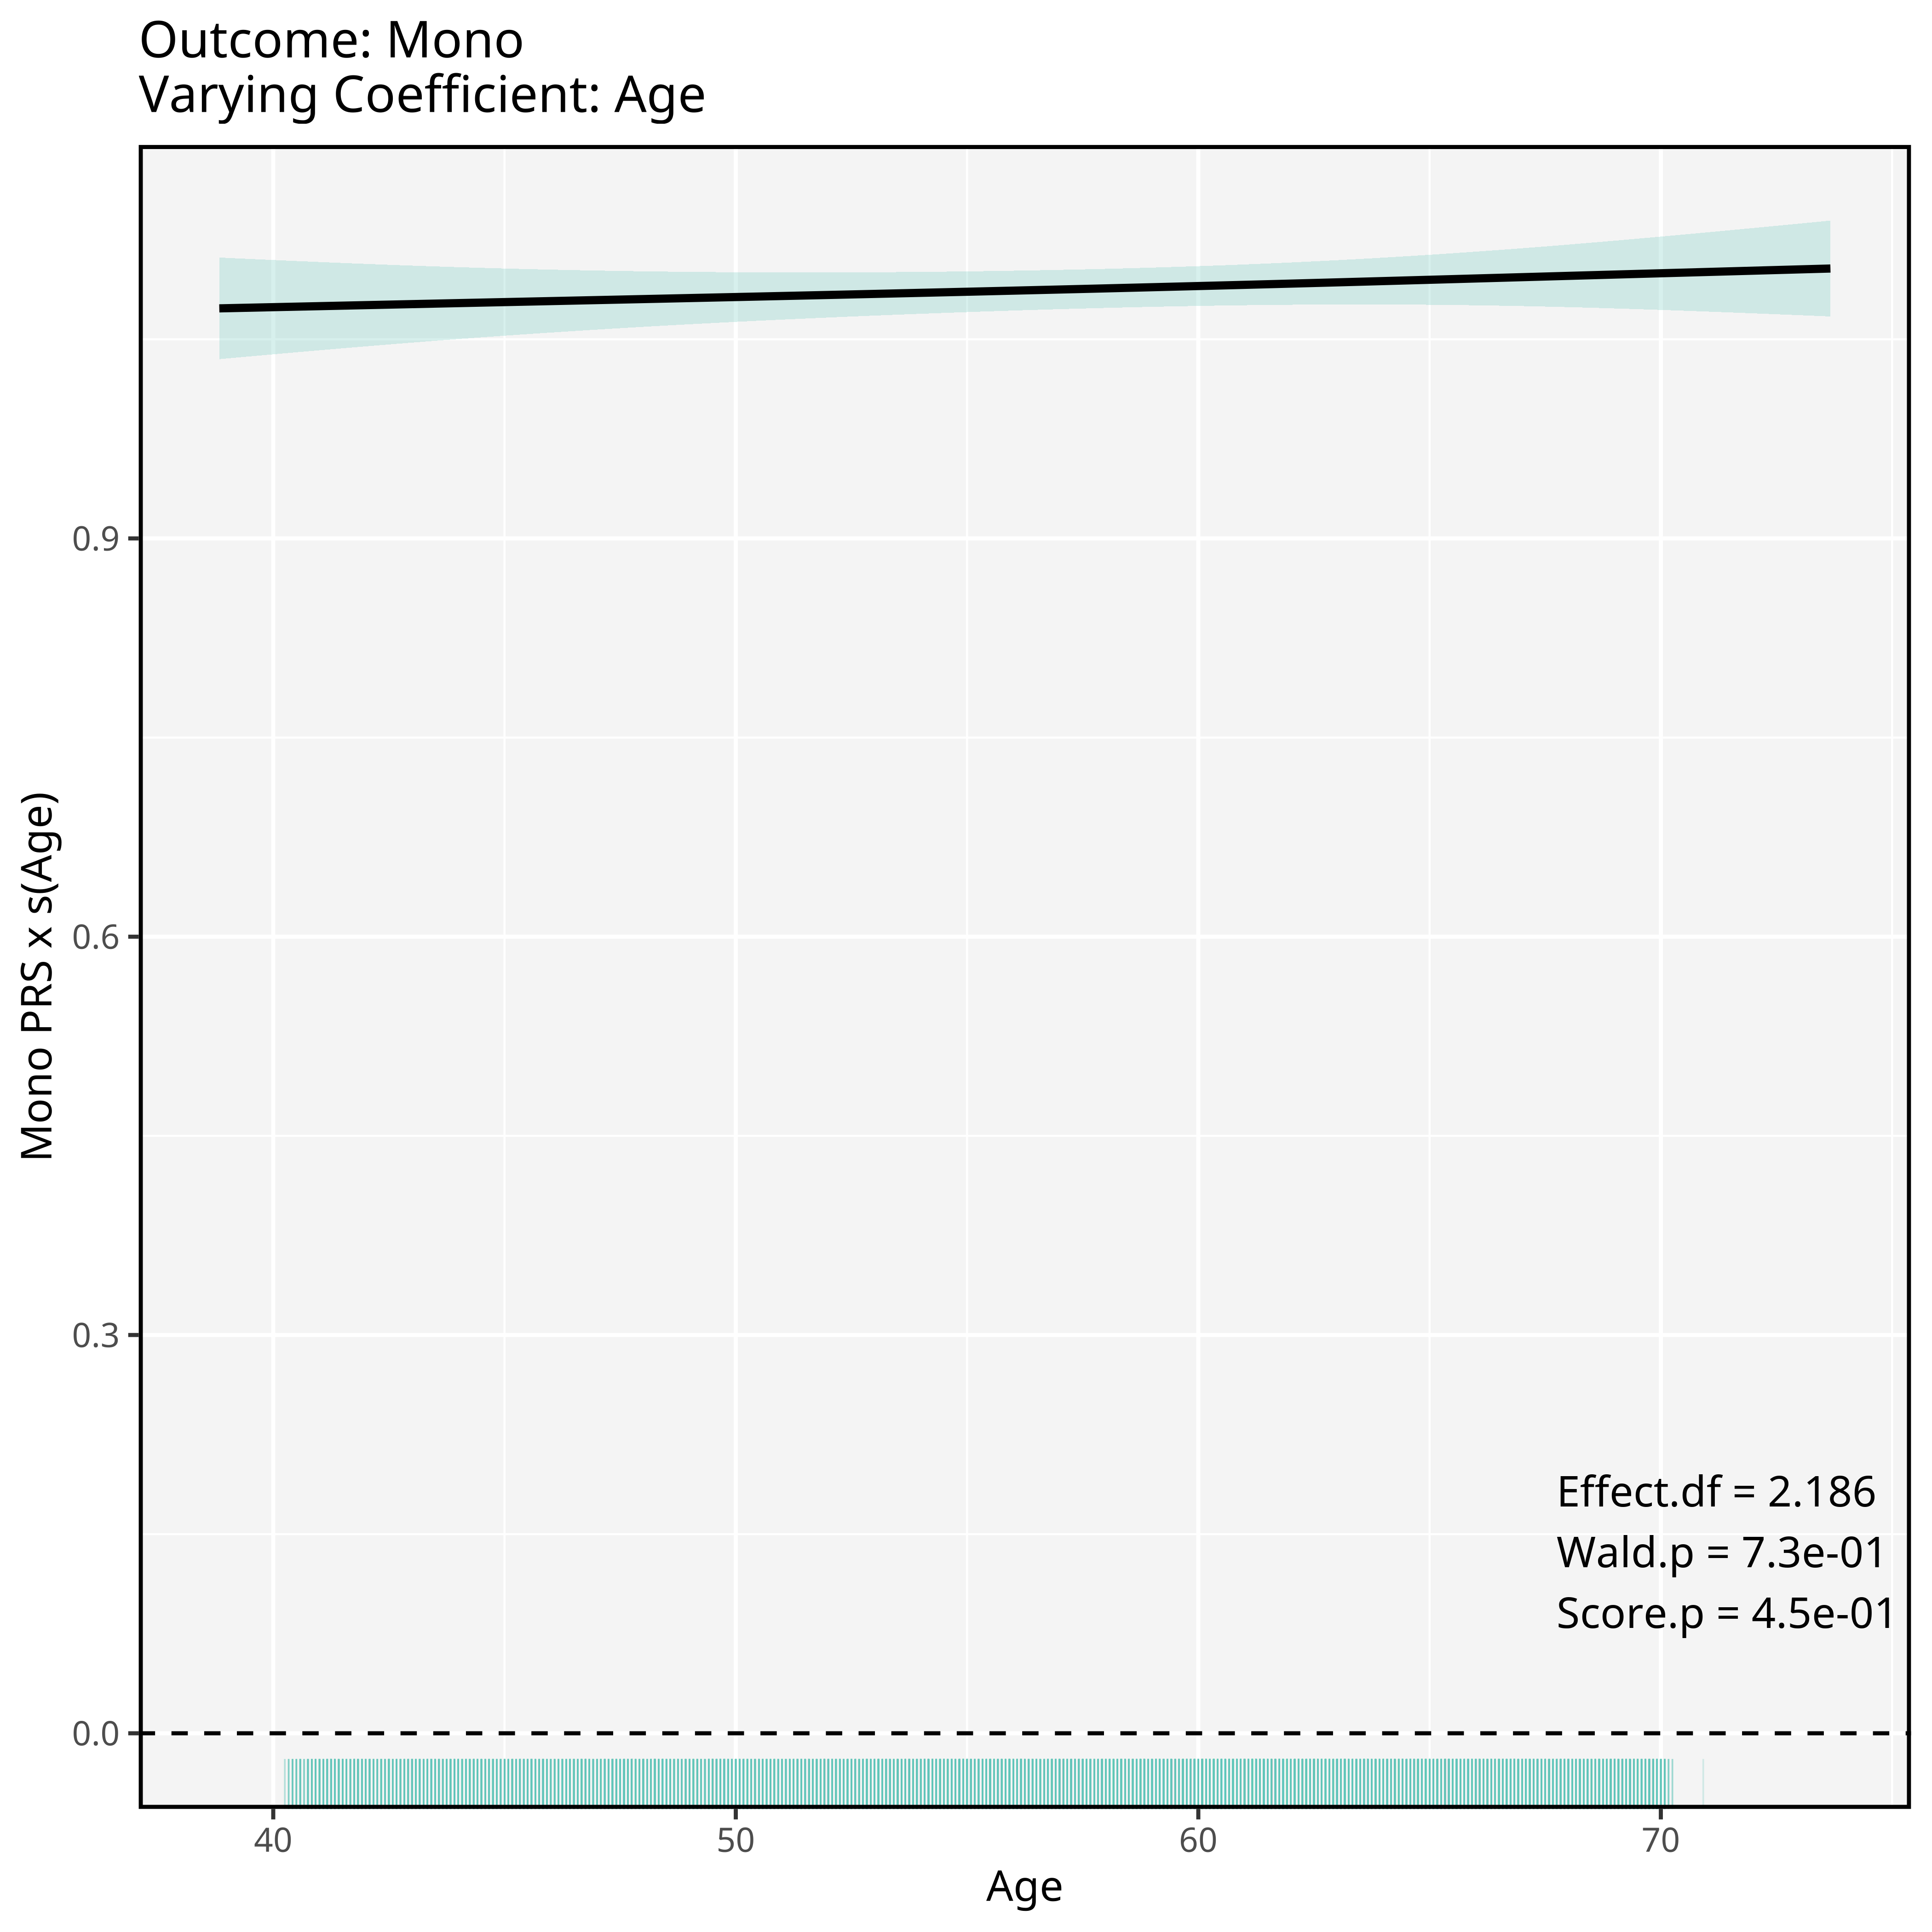 Outcome: Mono
Varying Coefficient: Age
Mono PRS x s(Age)
0.9
0.6
0.3
0.0
Effect.df = 2.186
Wald.p = 7.3e-01
Score.p = 4.5e-01
40 50 60 70
Age